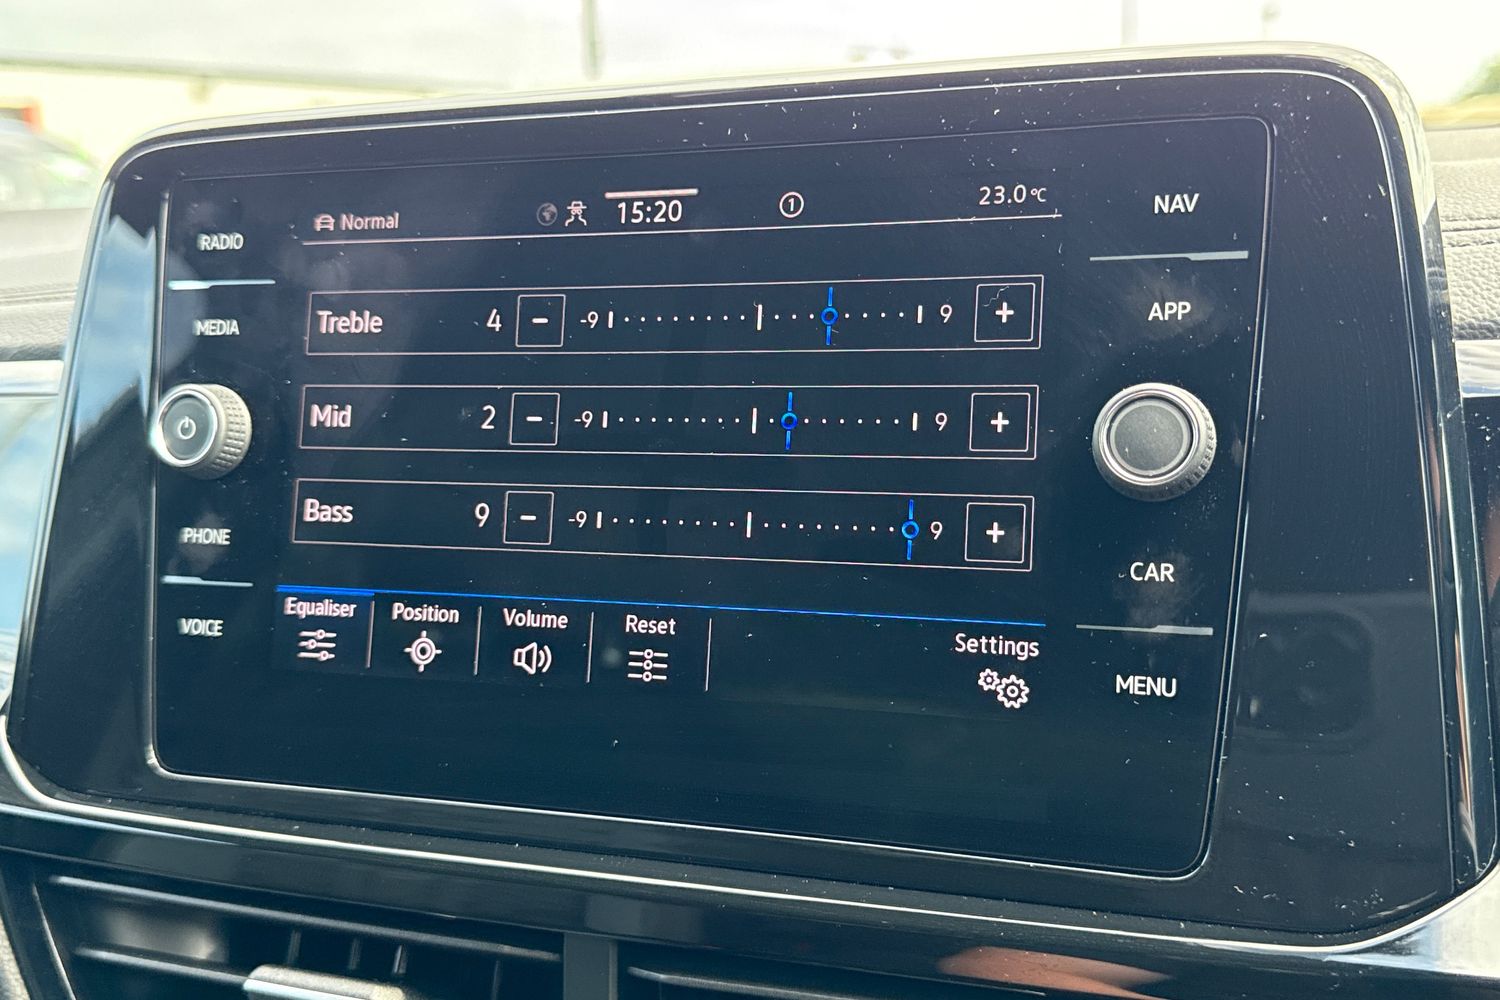 RADIO
MEDIA
PHONE
VOICE
Normal
15:20
1
23.0°C
Treble 4 - -9 9 +
Mid 2 - -9 9 +
Bass 9 - -9 9 +
Equaliser
Position
Volume
Reset
Settings
NAV
APP
CAR
MENU